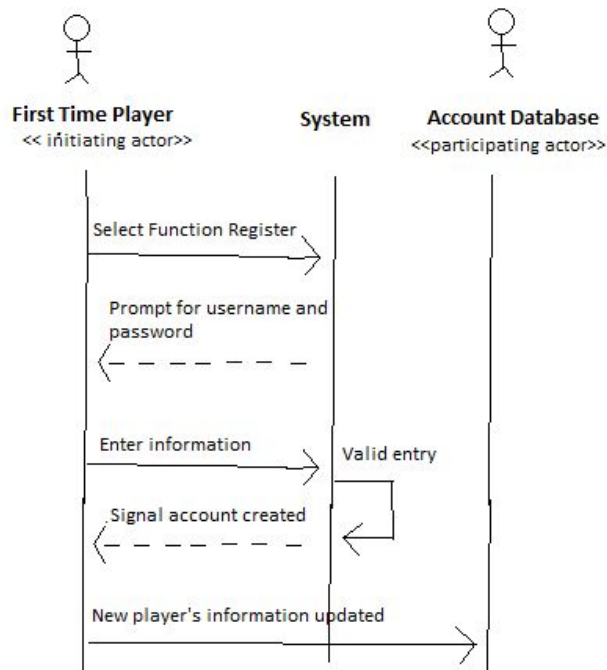 First Time Player
<< initiating actor>>
System
Account Database
<<participating actor>>
Select Function Register
Prompt for username and
password
Enter information
Valid entry
Signal account created
New player's information updated